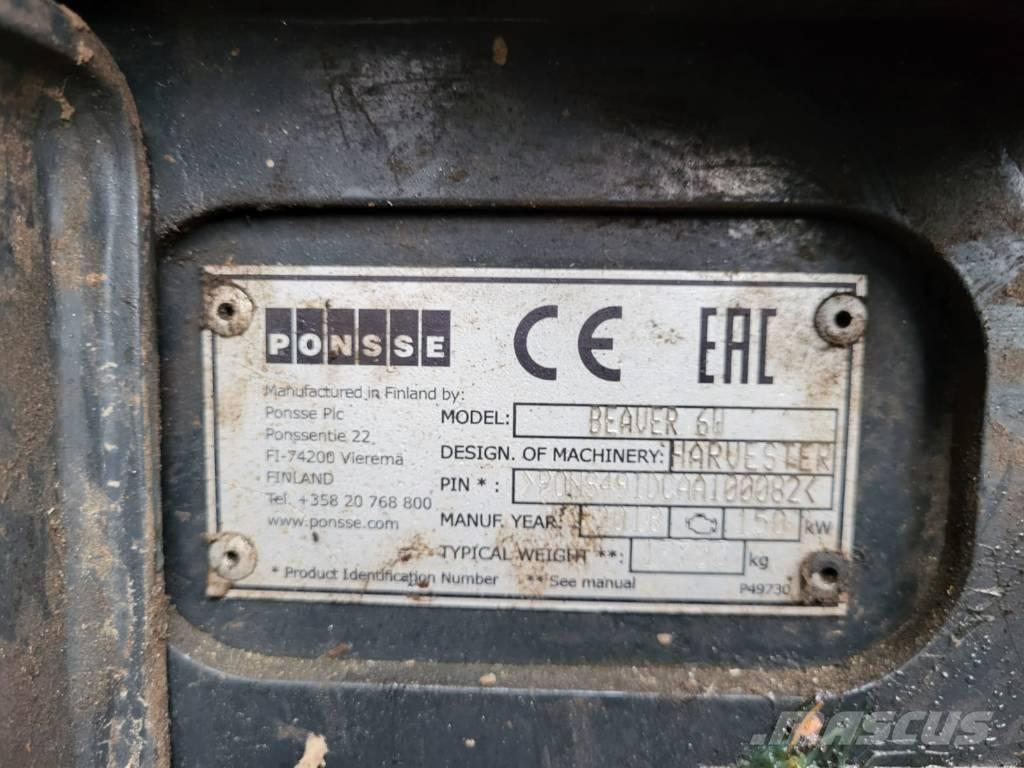 PONSSE CE EAC
Manufactured in Finland by:
Ponsse Plc
Ponssentie 22
FI-74200 Vieremä
FINLAND
Tel. +358 20 768 800
www.ponsse.com
MODEL: BEAVER 6W
DESIGN. OF MACHINERY: HARVESTER
PIN * :
MANUF. YEAR: 150 kW
TYPICAL WEIGHT **: kg
* Product Identification Number ** See manual
P49730
MASCUS